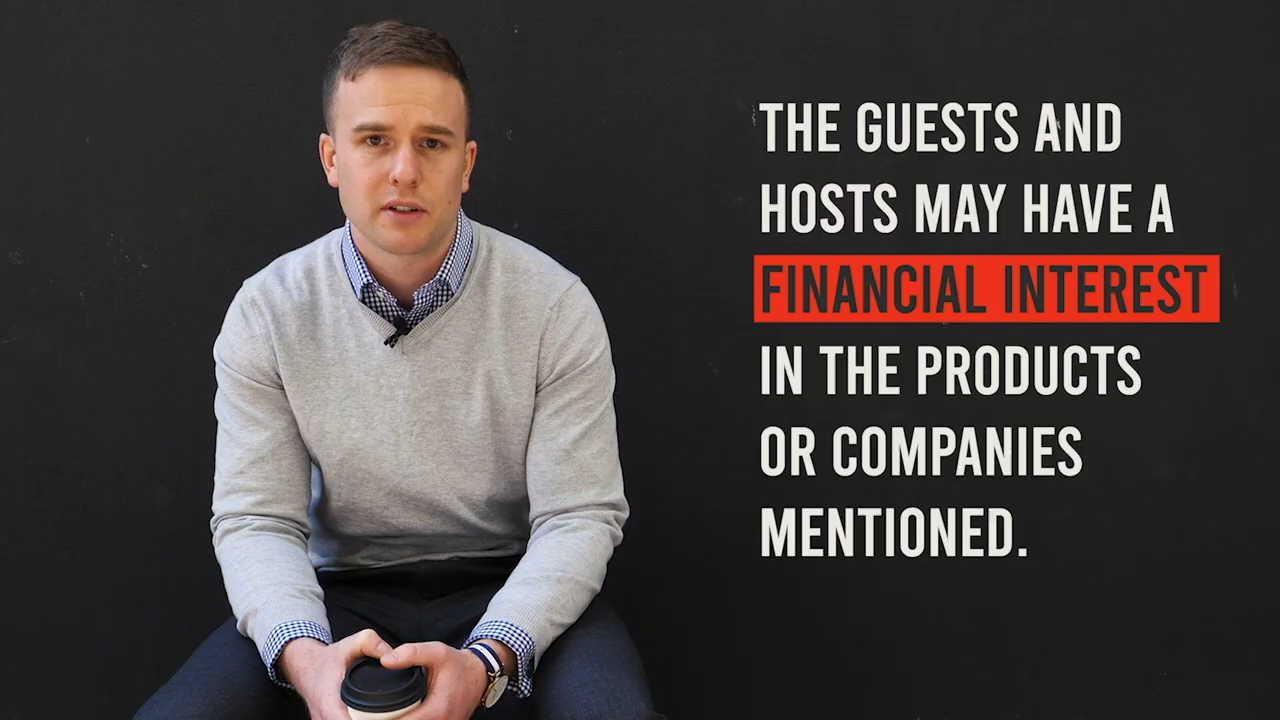 THE GUESTS AND
HOSTS MAY HAVE A
FINANCIAL INTEREST
IN THE PRODUCTS
OR COMPANIES
MENTIONED.